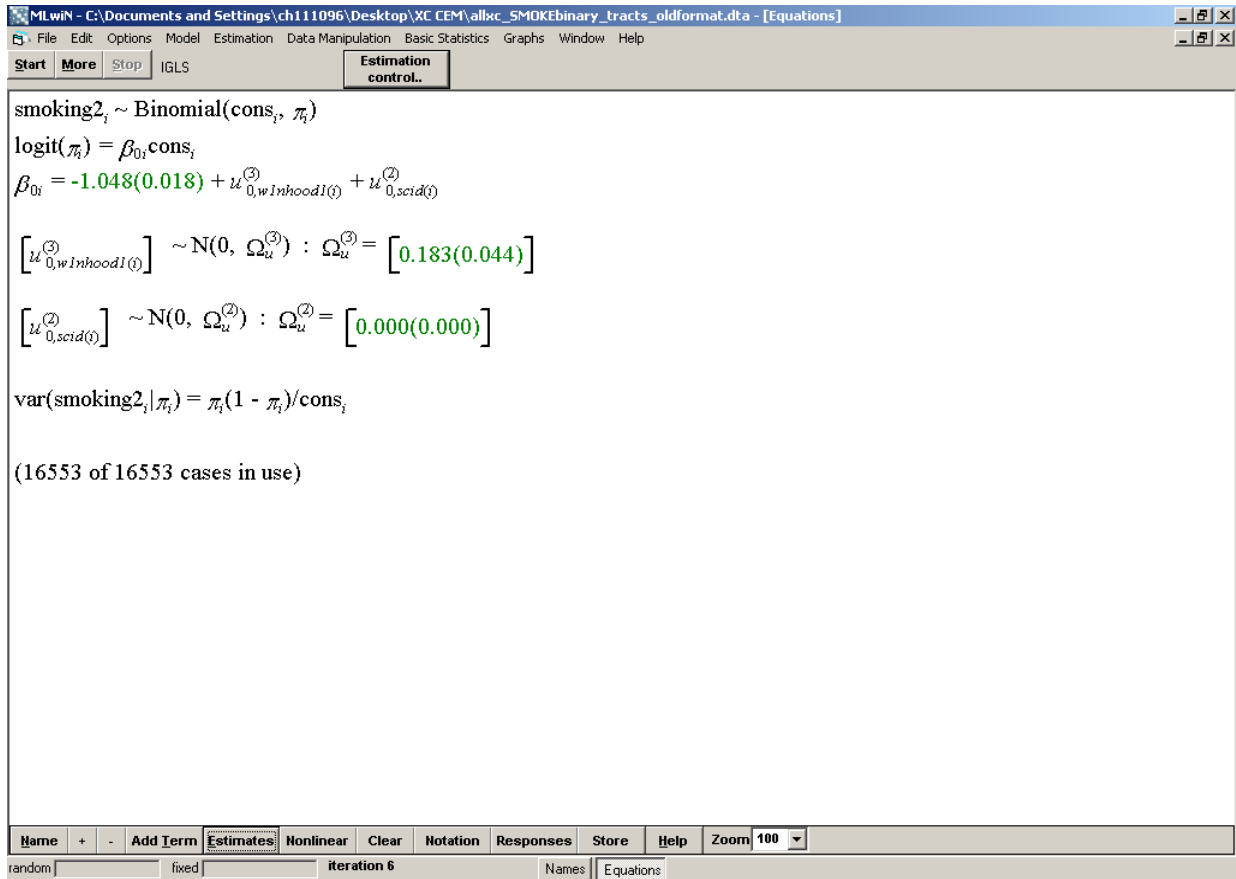 MLwiN - C:\Documents and Settings\ch111096\Desktop\XC CEM\allxc_SMOKEbinary_tracts_oldformat.dta - [Equations]
File Edit Options Model Estimation Data Manipulation Basic Statistics Graphs Window Help
Start More Stop IGLS Estimation control..
smoking2ᵢ ~ Binomial(consᵢ, πᵢ)
logit(πᵢ) = β₀ᵢconsᵢ
β₀ᵢ = -1.048(0.018) + u⁽³⁾₀,w1nhood1(i) + u⁽²⁾₀,scid(i)
[u⁽³⁾₀,w1nhood1(i)] ~ N(0, Ωᵤ⁽³⁾) : Ωᵤ⁽³⁾ = [0.183(0.044)]
[u⁽²⁾₀,scid(i)] ~ N(0, Ωᵤ⁽²⁾) : Ωᵤ⁽²⁾ = [0.000(0.000)]
var(smoking2ᵢ|πᵢ) = πᵢ(1 - πᵢ)/consᵢ
(16553 of 16553 cases in use)
Name + - Add Term Estimates Nonlinear Clear Notation Responses Store Help Zoom 100
random fixed iteration 6 Names Equations